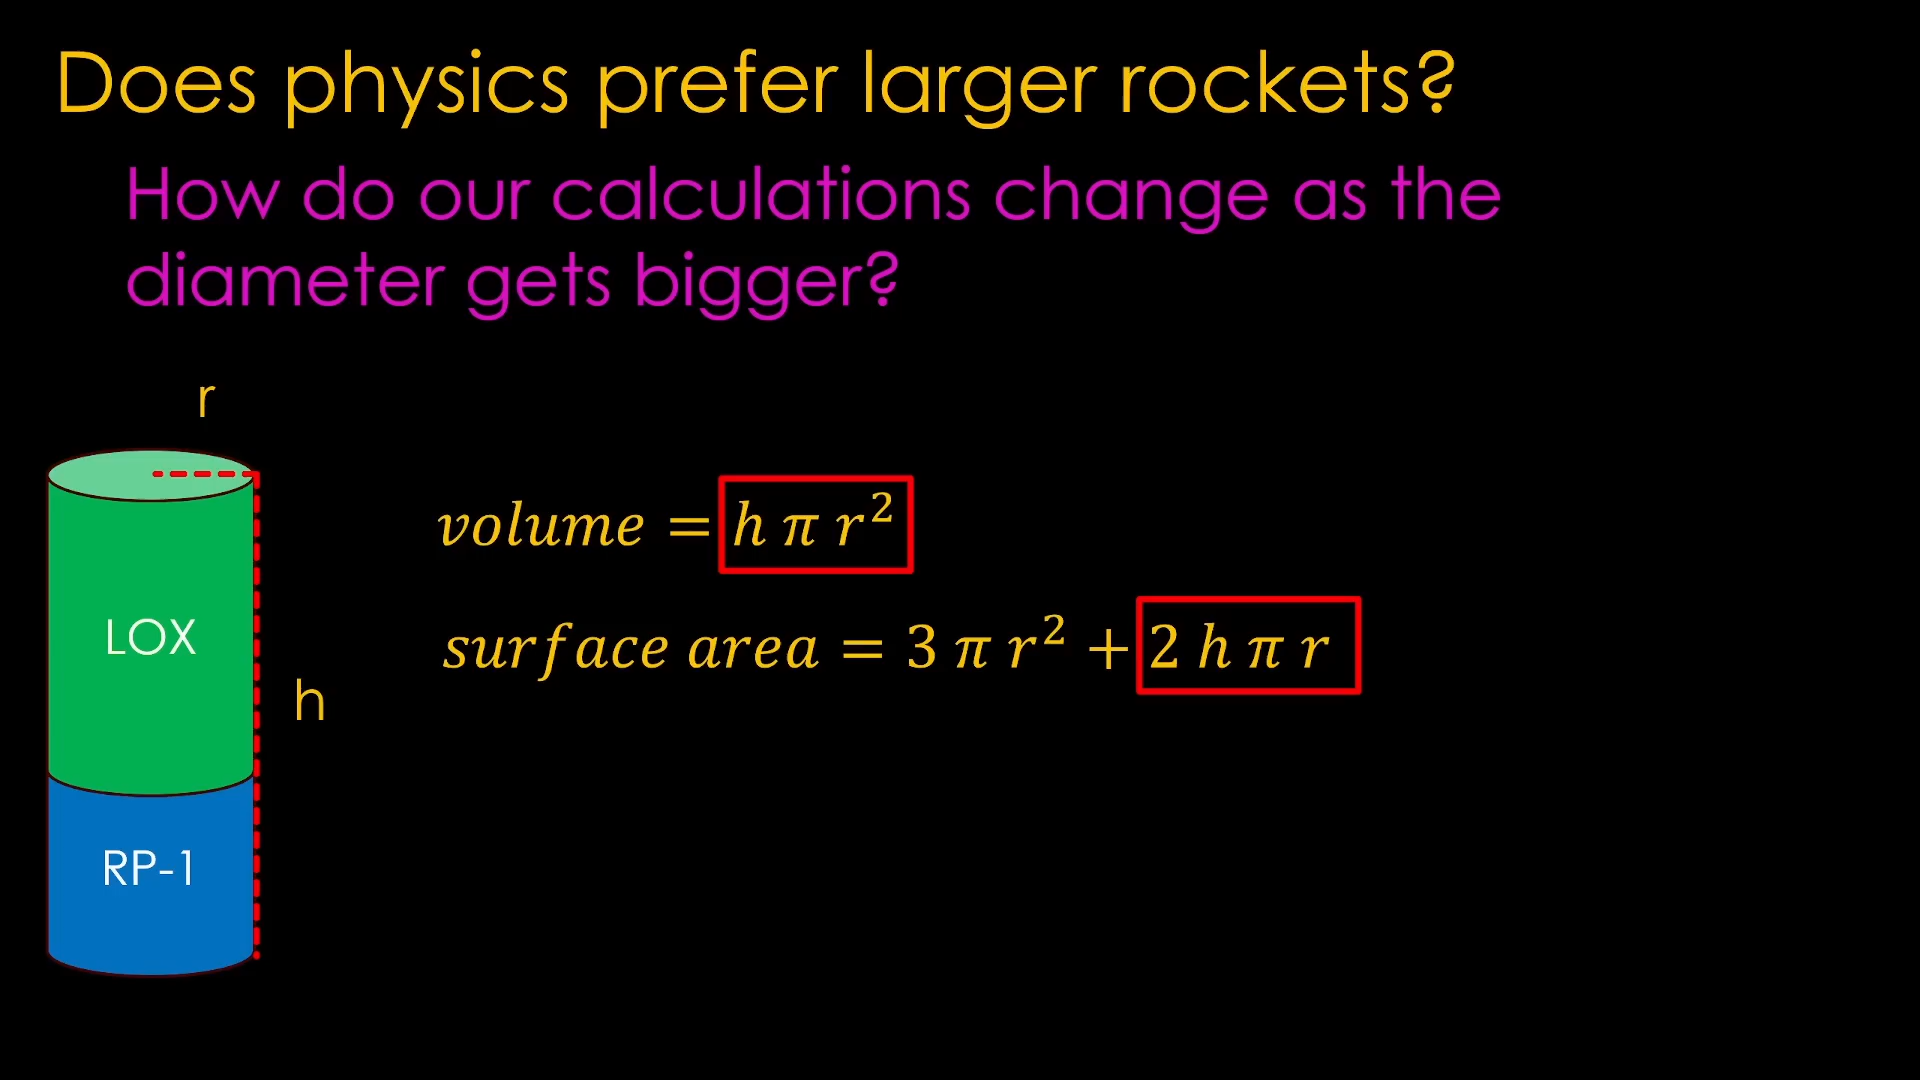 Does physics prefer larger rockets?
How do our calculations change as the
diameter gets bigger?
r
volume = h π r²
surface area = 3 π r² + 2 h π r
LOX
h
RP-1